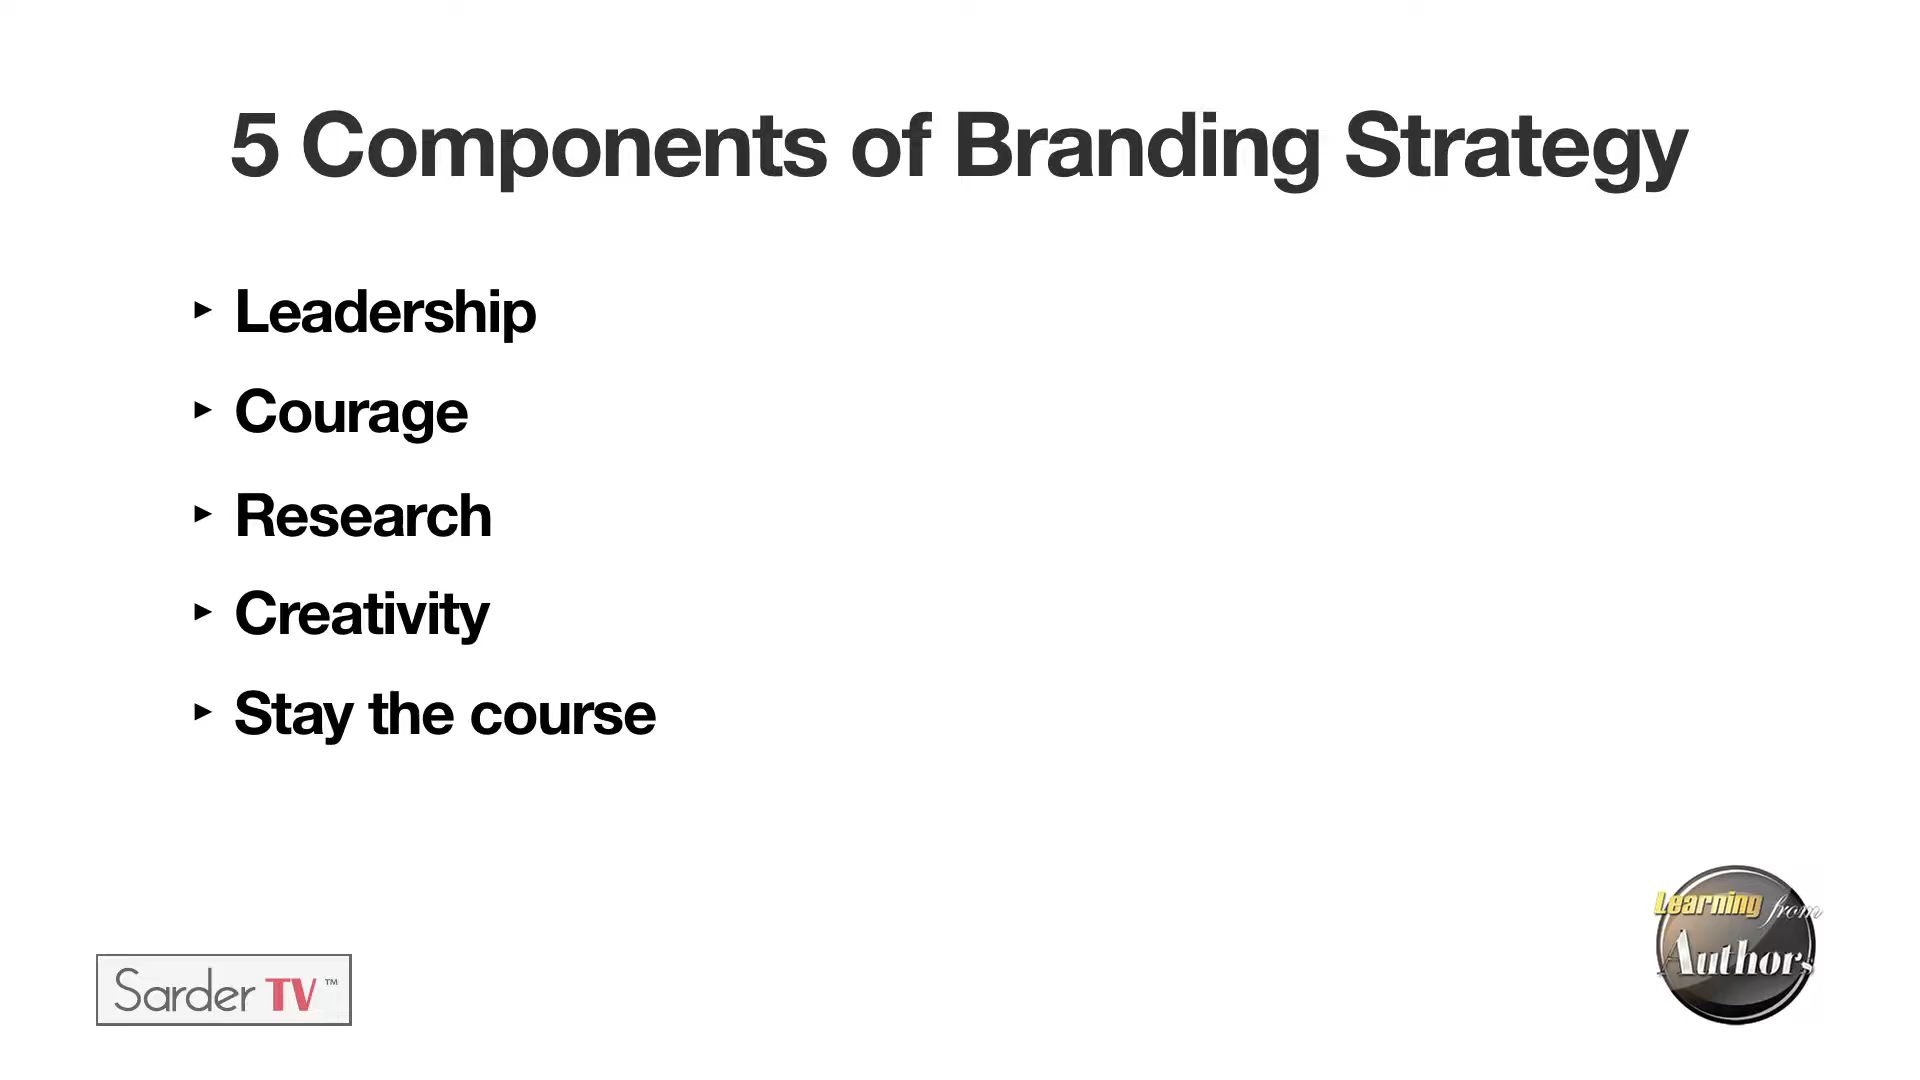 5 Components of Branding Strategy
‣ Leadership
‣ Courage
‣ Research
‣ Creativity
‣ Stay the course
Learning from
Authors
Sarder TV™